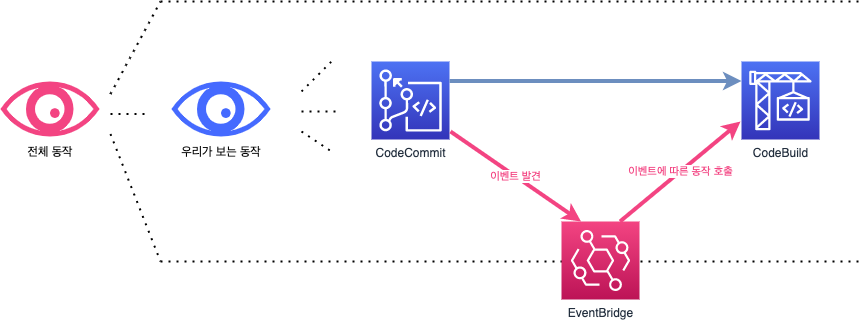 전체 동작
우리가 보는 동작
CodeCommit
CodeBuild
이벤트 발견
이벤트에 따른 동작 호출
EventBridge